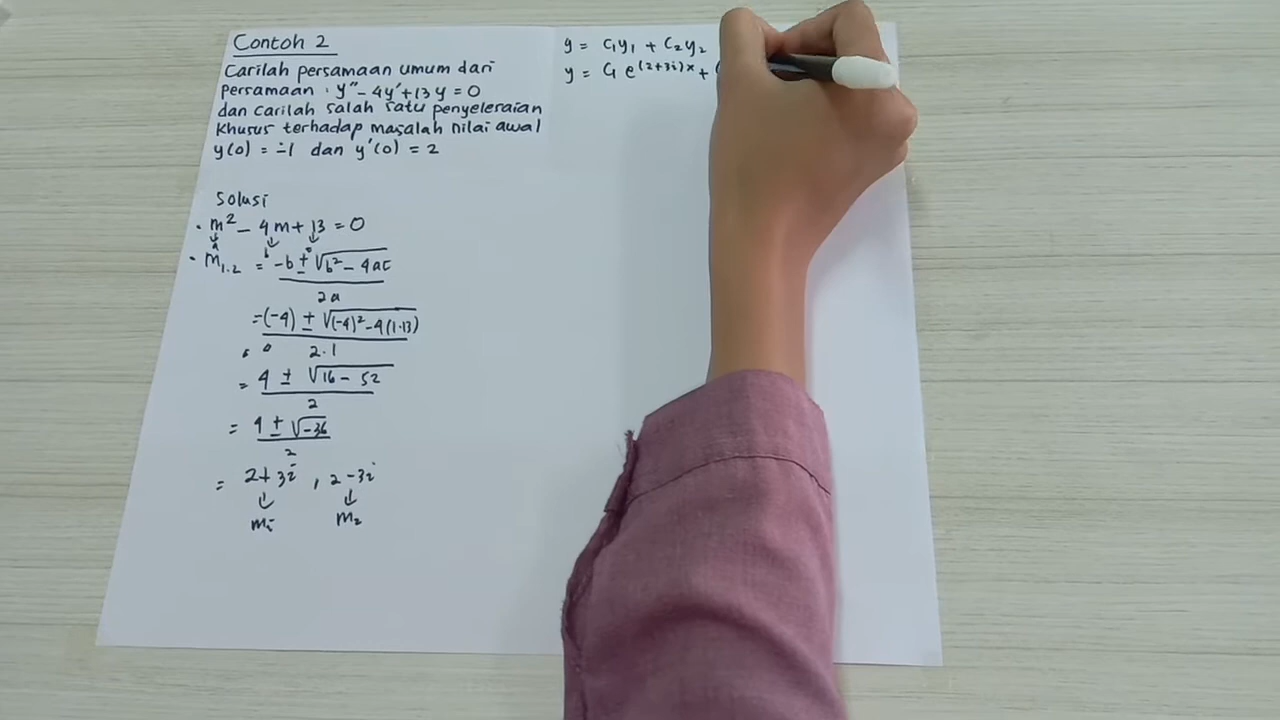 Contoh 2
Carilah persamaan umum dari
persamaan : y″ - 4y′ + 13y = 0
dan carilah salah satu penyeleraian
khusus terhadap masalah nilai awal
y(0) = -1 dan y′(0) = 2
Solusi
• m² - 4m + 13 = 0
a b c
• m₁.₂ = -b ± √b² - 4ac
2a
= (-4) ± √(-4)² - 4(1·13)
2·1
= 4 ± √16 - 52
2
= 4 ± √-36
2
= 2 + 3i , 2 - 3i
m₁ m₂
y = C₁y₁ + C₂y₂
y = C₁ e^(2+3i)x + (